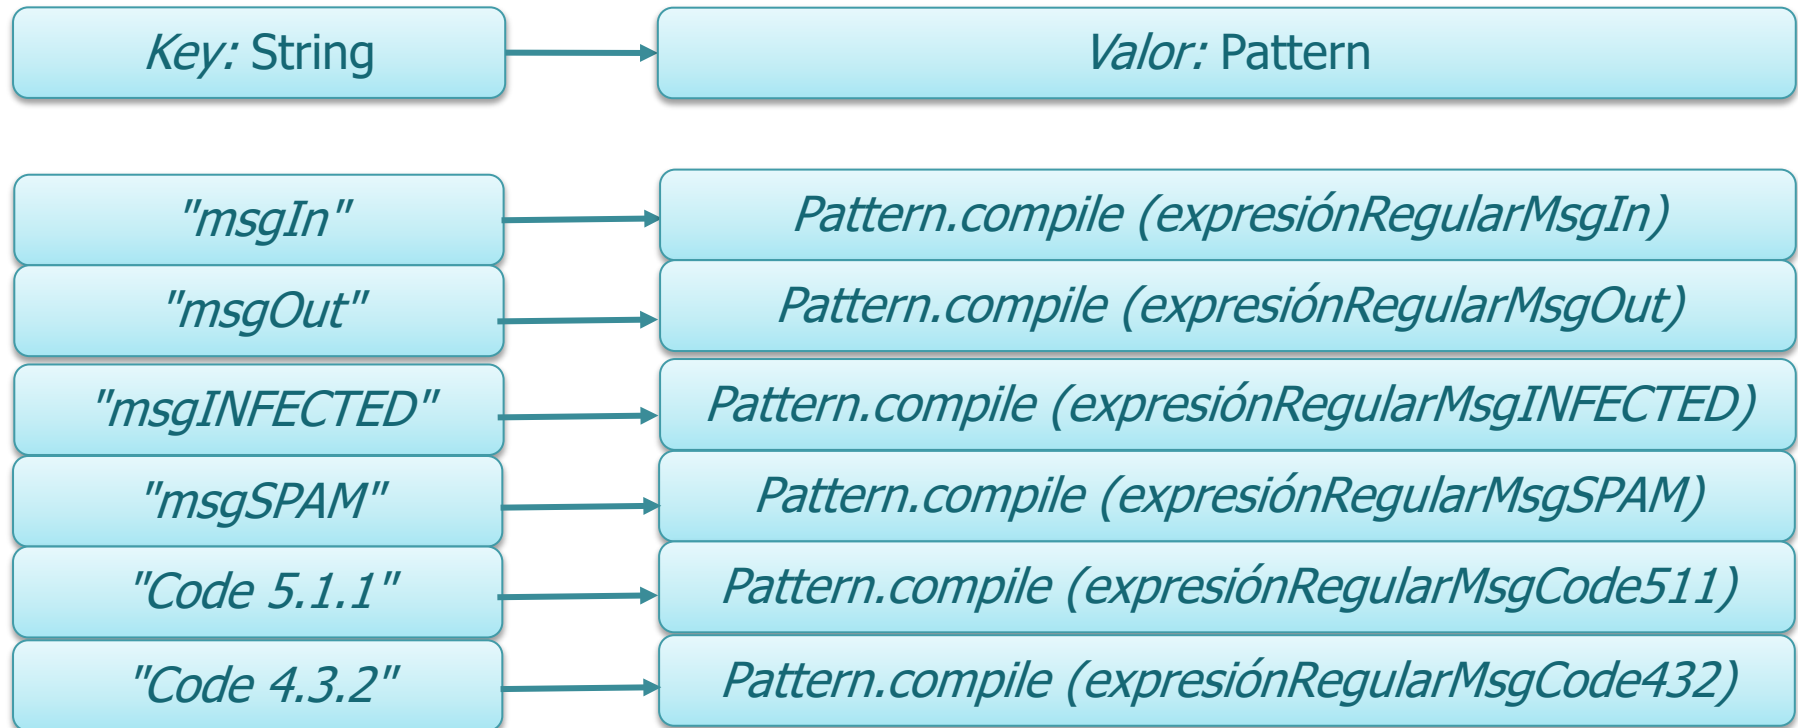 Key: String
Valor: Pattern
"msgIn"
Pattern.compile (expresiónRegularMsgIn)
"msgOut"
Pattern.compile (expresiónRegularMsgOut)
"msgINFECTED"
Pattern.compile (expresiónRegularMsgINFECTED)
"msgSPAM"
Pattern.compile (expresiónRegularMsgSPAM)
"Code 5.1.1"
Pattern.compile (expresiónRegularMsgCode511)
"Code 4.3.2"
Pattern.compile (expresiónRegularMsgCode432)